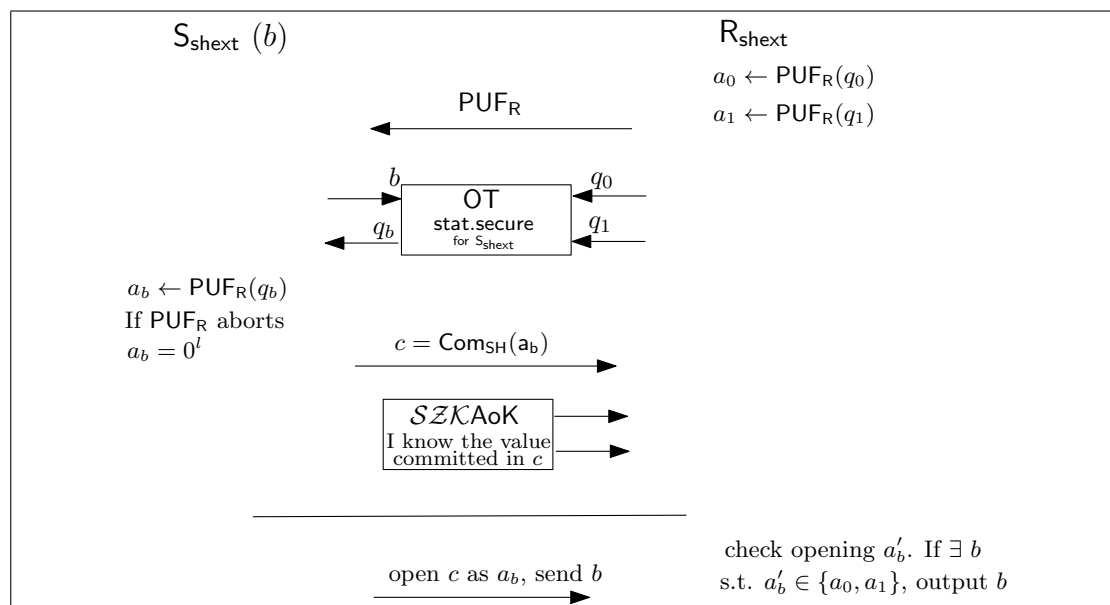 S_shext (b)
R_shext
a_0 ← PUF_R(q_0)
a_1 ← PUF_R(q_1)
PUF_R
b
q_0
OT
stat.secure
for S_shext
q_b
q_1
a_b ← PUF_R(q_b)
If PUF_R aborts
a_b = 0^l
c = Com_SH(a_b)
SZKAoK
I know the value
committed in c
check opening a'_b. If ∃ b
s.t. a'_b ∈ {a_0, a_1}, output b
open c as a_b, send b